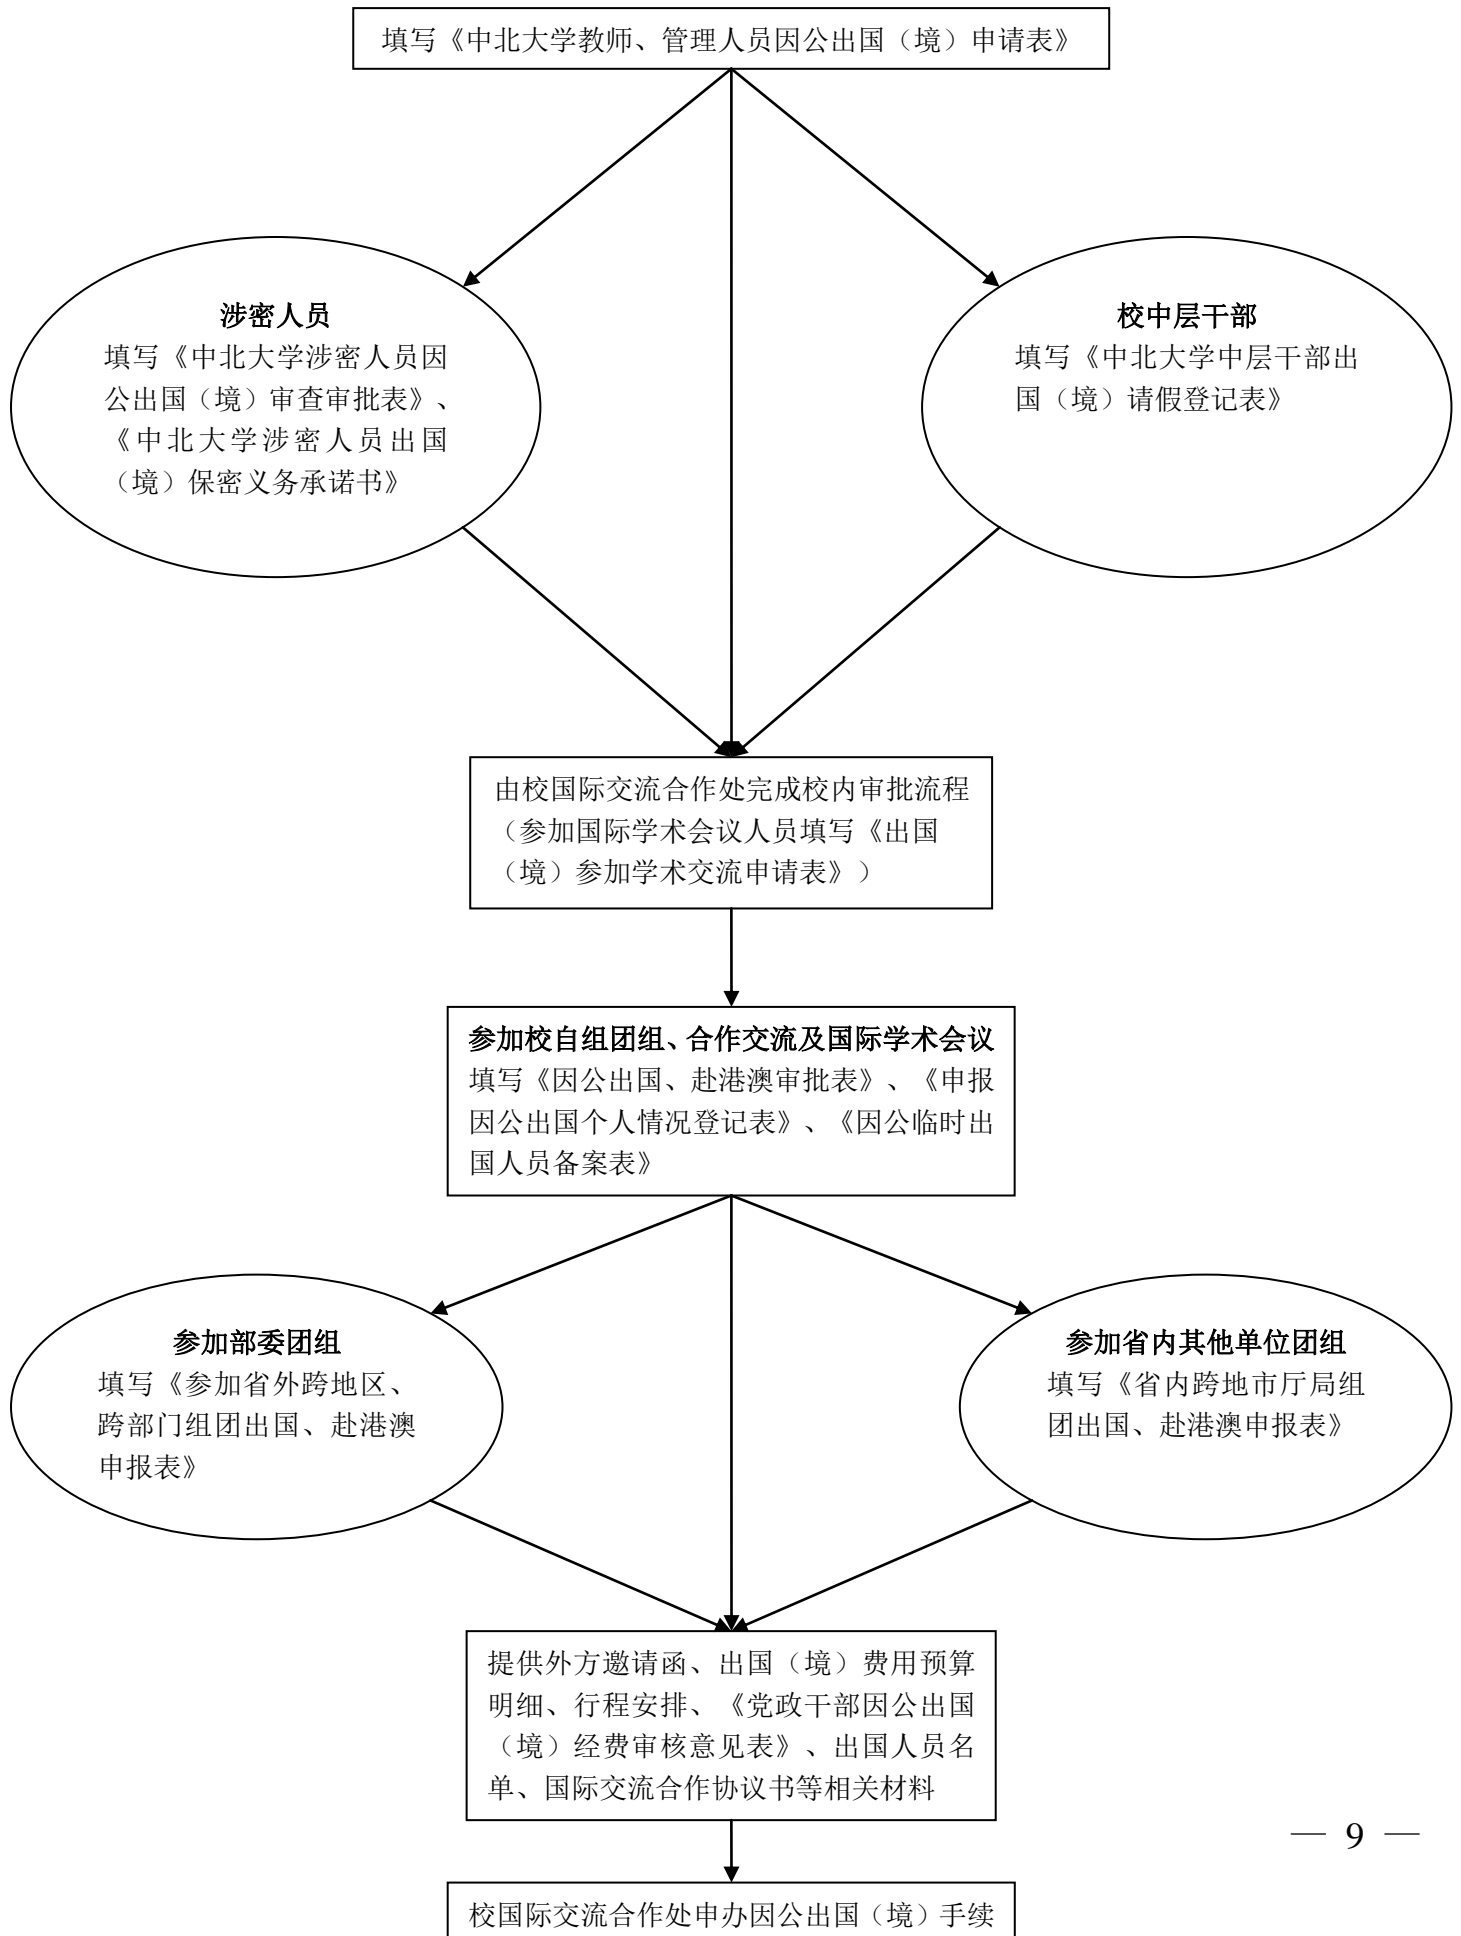 填写《中北大学教师、管理人员因公出国（境）申请表》
涉密人员
填写《中北大学涉密人员因
公出国（境）审查审批表》、
《中北大学涉密人员出国
（境）保密义务承诺书》
校中层干部
填写《中北大学中层干部出
国（境）请假登记表》
由校国际交流合作处完成校内审批流程
（参加国际学术会议人员填写《出国
（境）参加学术交流申请表》）
参加校自组团组、合作交流及国际学术会议
填写《因公出国、赴港澳审批表》、《申报
因公出国个人情况登记表》、《因公临时出
国人员备案表》
参加部委团组
填写《参加省外跨地区、
跨部门组团出国、赴港澳
申报表》
参加省内其他单位团组
填写《省内跨地市厅局组
团出国、赴港澳申报表》
提供外方邀请函、出国（境）费用预算
明细、行程安排、《党政干部因公出国
（境）经费审核意见表》、出国人员名
单、国际交流合作协议书等相关材料
— 9 —
校国际交流合作处申办因公出国（境）手续